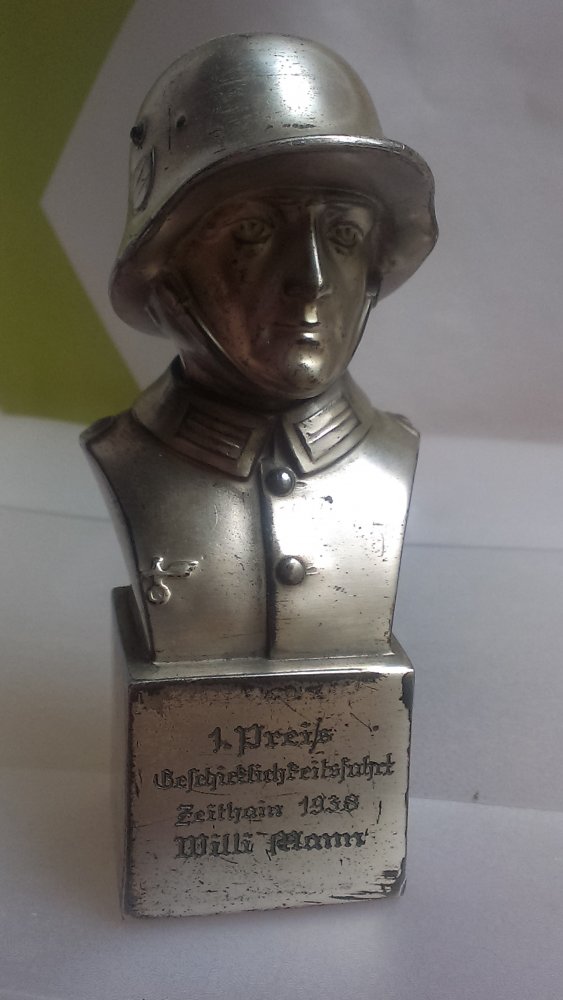 1. Preis
Geschicklichkeitsfahrt
Zeithain 1938
Willi Mann